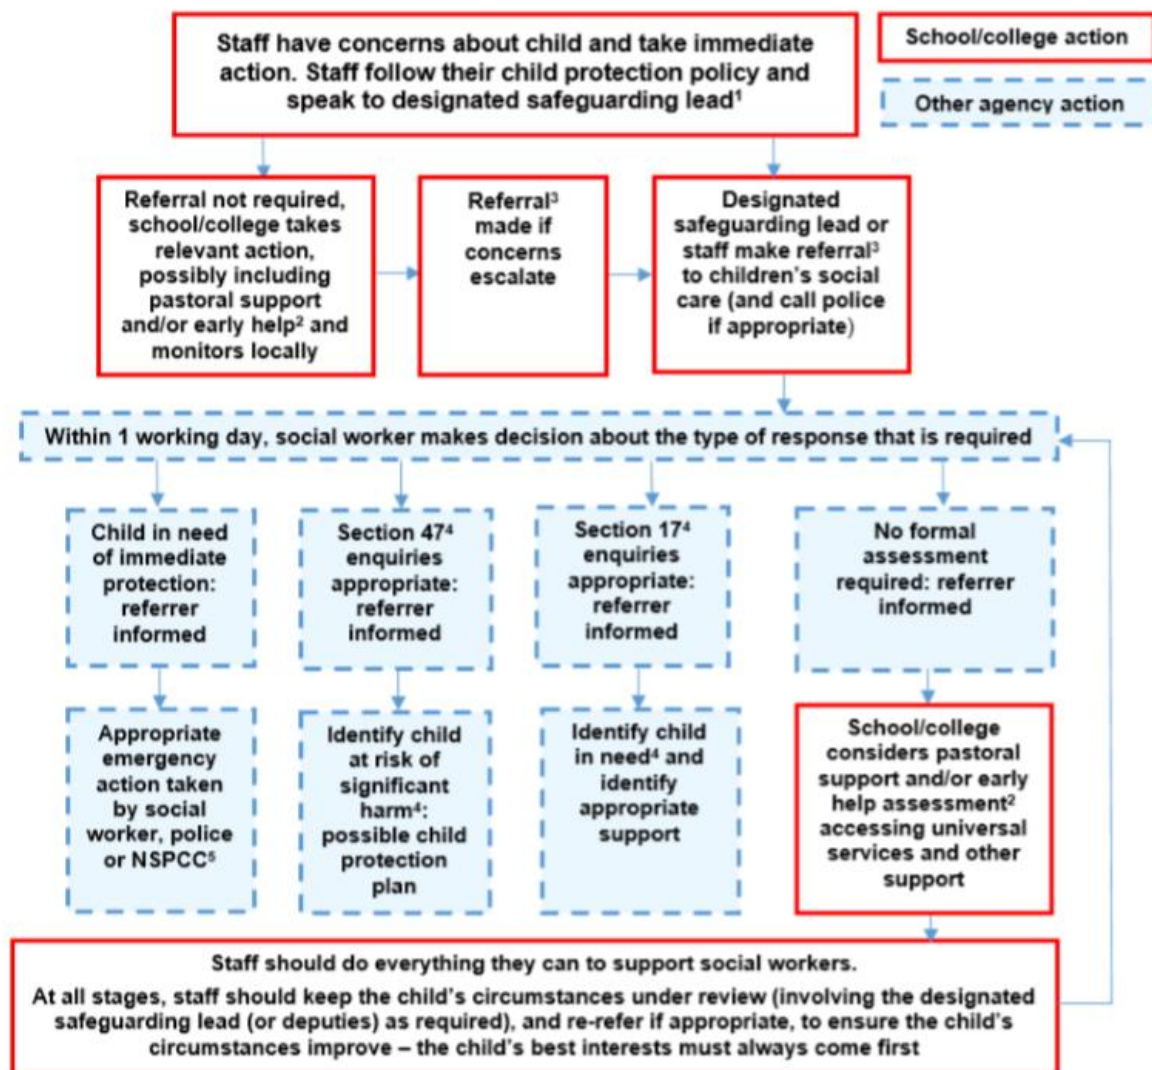 Staff have concerns about child and take immediate
action. Staff follow their child protection policy and
speak to designated safeguarding lead¹
School/college action
Other agency action
Referral not required,
school/college takes
relevant action,
possibly including
pastoral support
and/or early help² and
monitors locally
Referral³
made if
concerns
escalate
Designated
safeguarding lead or
staff make referral³
to children's social
care (and call police
if appropriate)
Within 1 working day, social worker makes decision about the type of response that is required
Child in need
of immediate
protection:
referrer
informed
Section 47⁴
enquiries
appropriate:
referrer
informed
Section 17⁴
enquiries
appropriate:
referrer
informed
No formal
assessment
required: referrer
informed
Appropriate
emergency
action taken
by social
worker, police
or NSPCC⁵
Identify child
at risk of
significant
harm⁴:
possible child
protection
plan
Identify child
in need⁴ and
identify
appropriate
support
School/college
considers pastoral
support and/or early
help assessment²
accessing universal
services and other
support
Staff should do everything they can to support social workers.
At all stages, staff should keep the child's circumstances under review (involving the designated
safeguarding lead (or deputies) as required), and re-refer if appropriate, to ensure the child's
circumstances improve – the child's best interests must always come first